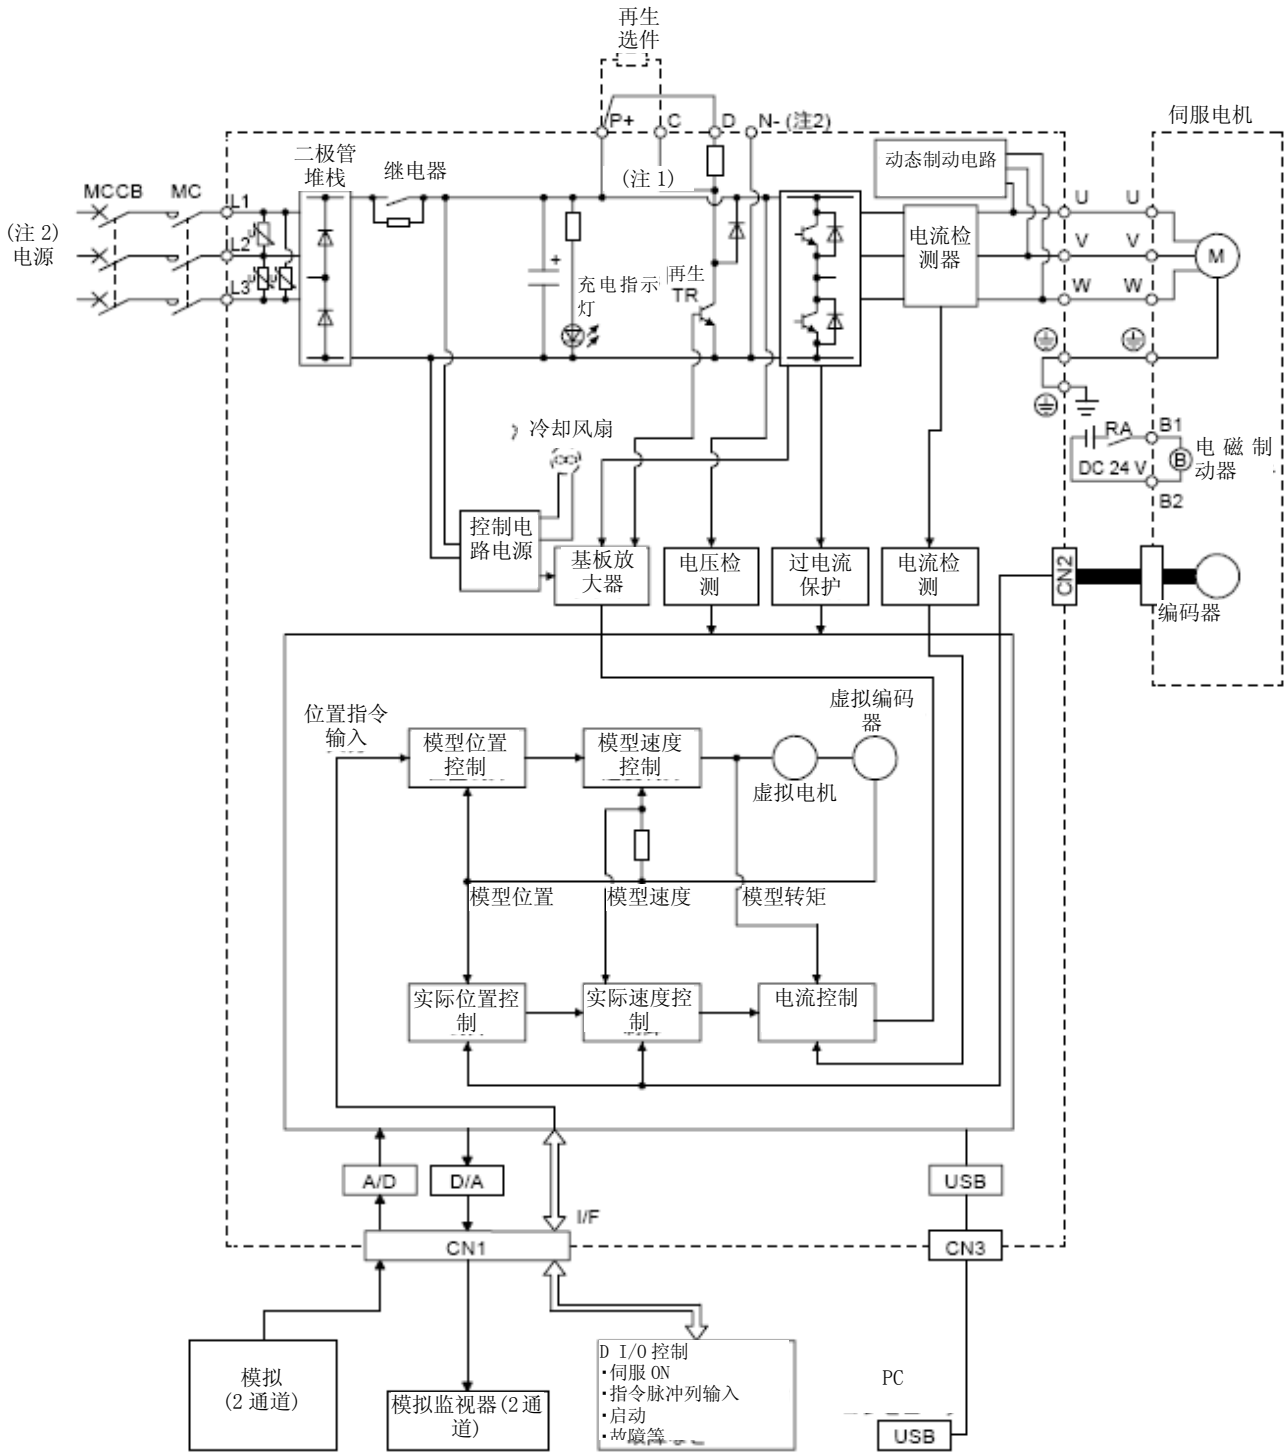 再生
选件
P+
C
D
N- (注2)
伺服电机
二极管
堆栈
继电器
(注 1)
动态制动电路
MCCB
MC
L1
L2
L3
(注 2)
电源
U
U
V
V
W
W
M
电流检
测器
充电指示
灯
再生
TR
冷却风扇
RA
B1
DC 24 V
B
B2
电 磁 制
动器
控制电
路电源
基板放
大器
电压检
测
过电流
保护
电流检
测
CN2
编码器
位置指令
输入
模型位置
控制
模型速度
控制
虚拟编码
器
虚拟电机
模型位置
模型速度
模型转矩
实际位置控
制
实际速度控
制
电流控制
A/D
D/A
I/F
USB
CN1
CN3
模拟
(2 通道)
模拟监视器(2 通
道)
D I/O 控制
·伺服 ON
·指令脉冲列输入
·启动
·故障等
PC
USB